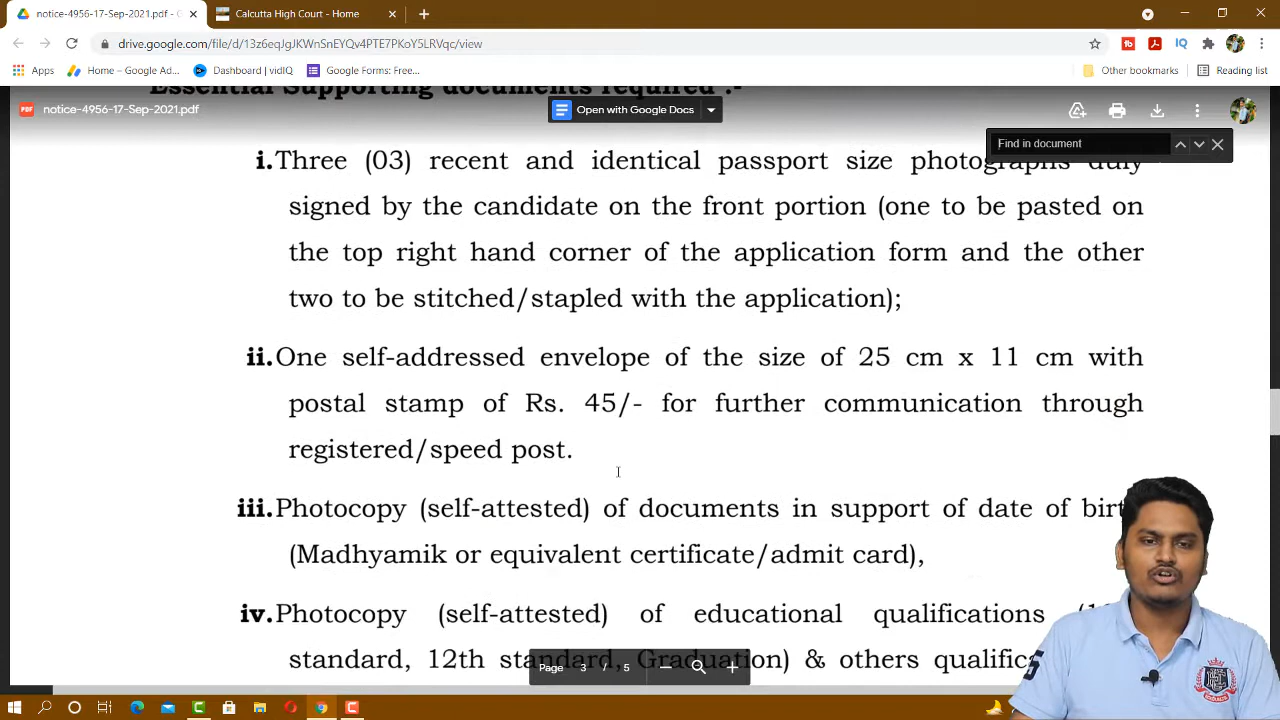 notice-4956-17-Sep-2021.pdf - G
Calcutta High Court - Home
drive.google.com/file/d/13z6eqJgJKWnSnEYQv4PTE7PKoY5LRVqt/view
Apps
Home – Google Ad...
Dashboard | vidIQ
Google Forms: Free...
Other bookmarks
Reading list
Essential Supporting documents required :-
PDF
notice-4956-17-Sep-2021.pdf
Open with Google Docs
Find in document
i. Three (03) recent and identical passport size photographs duly
signed by the candidate on the front portion (one to be pasted on
the top right hand corner of the application form and the other
two to be stitched/stapled with the application);
ii. One self-addressed envelope of the size of 25 cm x 11 cm with
postal stamp of Rs. 45/- for further communication through
registered/speed post.
iii. Photocopy (self-attested) of documents in support of date of birt
(Madhyamik or equivalent certificate/admit card),
iv. Photocopy (self-attested) of educational qualifications
standard, 12th standard, Graduation) & others qualific
Page 3 / 5